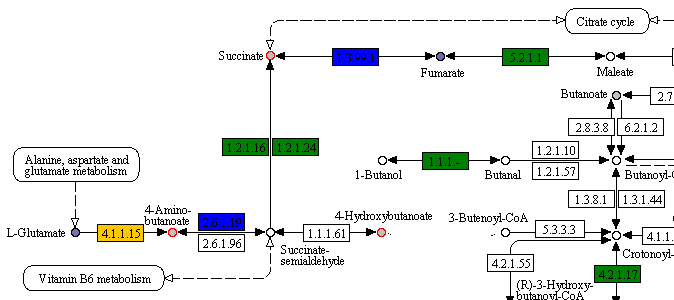 Citrate cycle
Succinate
1.3.99.1
Fumarate
5.2.1.1
Maleate
Butanoate
2.7
2.8.3.8
6.2.1.2
1.2.1.16
1.2.1.24
Alanine, aspartate and
glutamate metabolism
1-Butanol
1.1.1.-
Butanal
1.2.1.10
1.2.1.57
Butanoyl-C
1.3.8.1
1.3.1.44
L-Glutamate
4.1.1.15
4-Amino-
butanoate
2.6.1.19
2.6.1.96
Succinate-
semialdehyde
1.1.1.61
4-Hydroxybutanoate
3-Butenoyl-CoA
5.3.3.3
Crotonoyl-
4.1.1.
4.2.1.55
4.2.1.17
(R)-3-Hydroxy-
butanoyl-CoA
Vitamin B6 metabolism